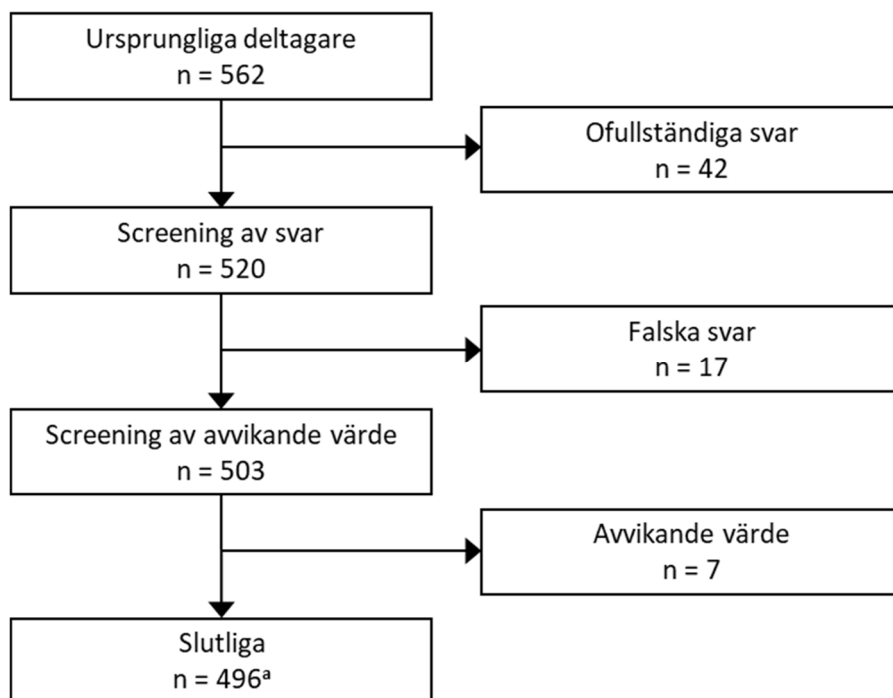 Ursprungliga deltagare
n = 562
Ofullständiga svar
n = 42
Screening av svar
n = 520
Falska svar
n = 17
Screening av avvikande värde
n = 503
Avvikande värde
n = 7
Slutliga
n = 496ª